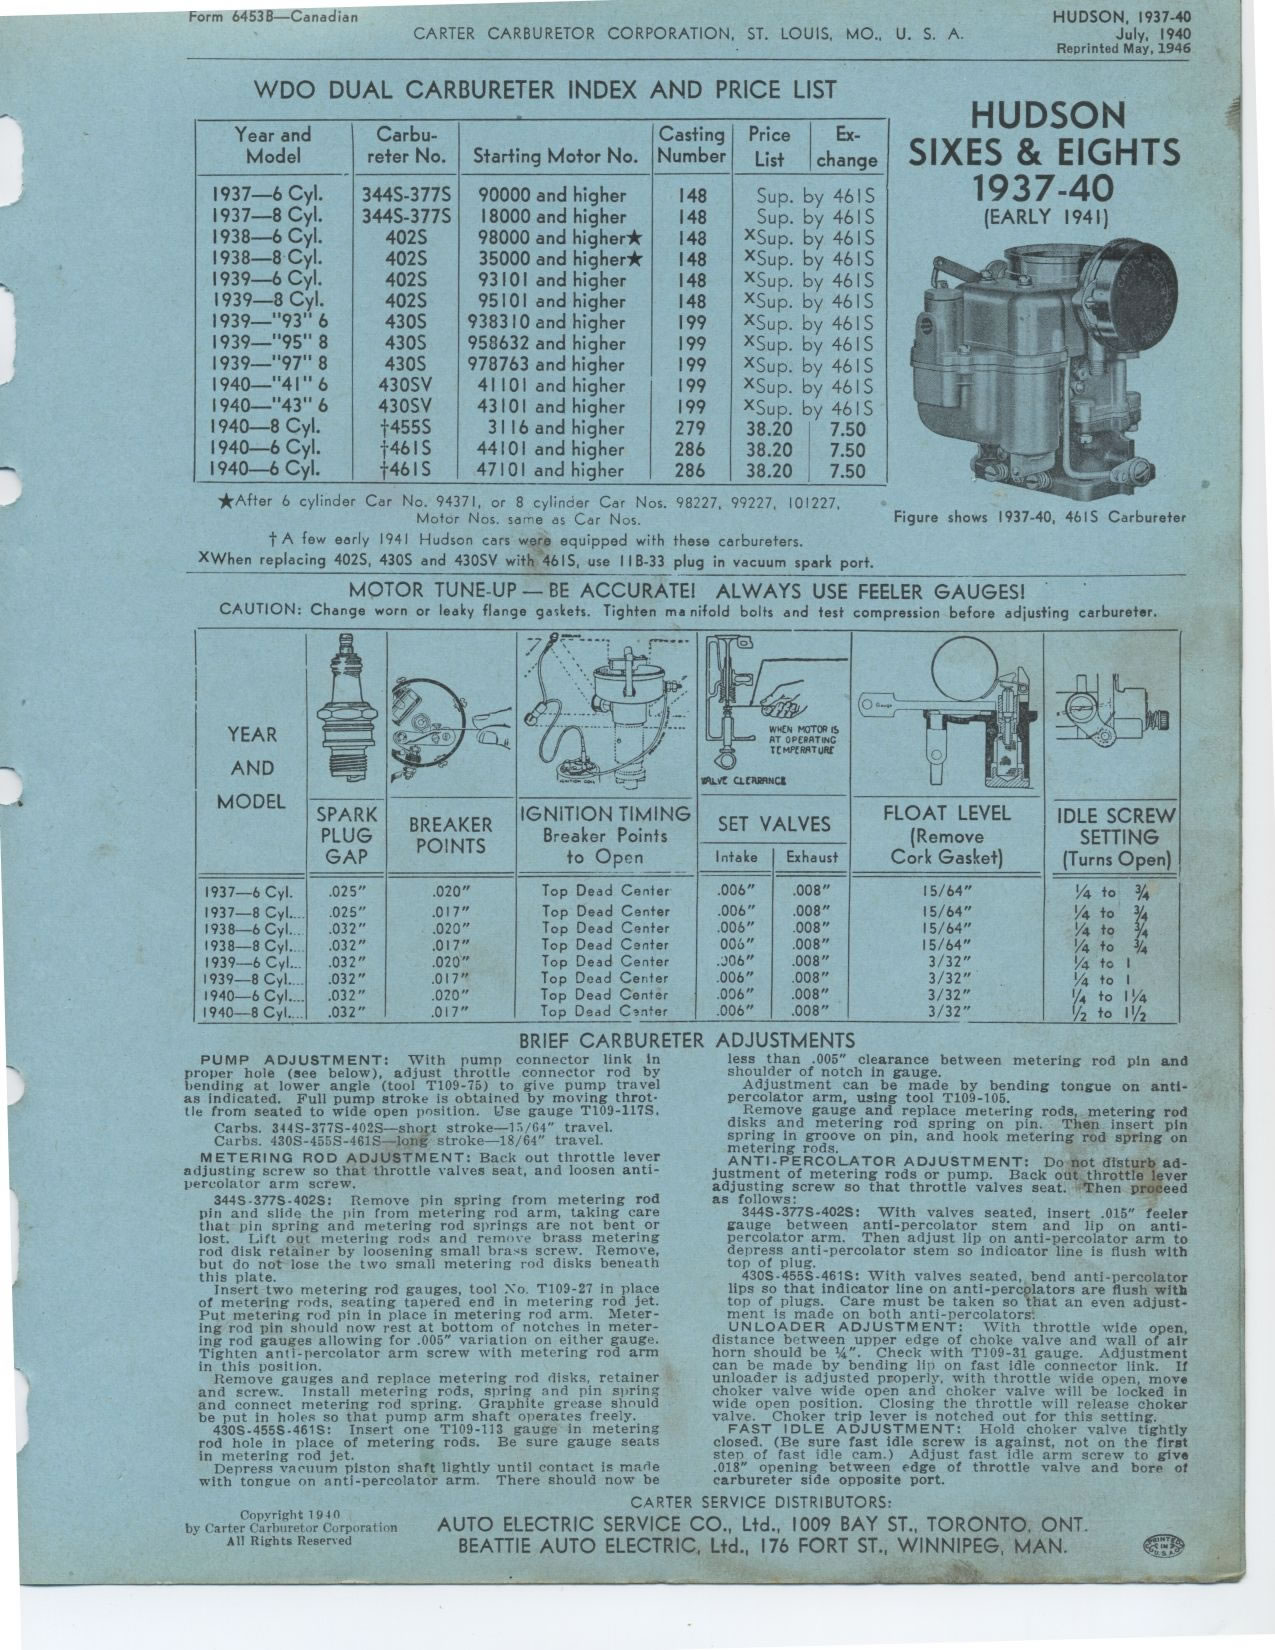 Form 6453B—Canadian
HUDSON, 1937-40
CARTER CARBURETOR CORPORATION, ST. LOUIS, MO., U. S. A.
July, 1940
Reprinted May, 1946
WDO DUAL CARBURETER INDEX AND PRICE LIST
HUDSON
SIXES & EIGHTS
1937-40
(EARLY 1941)
Year and Model | Carbu-reter No. | Starting Motor No. | Casting Number | Price List | Ex-change
1937—6 Cyl. 344S-377S 90000 and higher 148 Sup. by 461S
1937—8 Cyl. 344S-377S 18000 and higher 148 Sup. by 461S
1938—6 Cyl. 402S 98000 and higher★ 148 XSup. by 461S
1938—8 Cyl. 402S 35000 and higher★ 148 XSup. by 461S
1939—6 Cyl. 402S 93101 and higher 148 XSup. by 461S
1939—8 Cyl. 402S 95101 and higher 148 XSup. by 461S
1939—"93" 6 430S 938310 and higher 199 XSup. by 461S
1939—"95" 8 430S 958632 and higher 199 XSup. by 461S
1939—"97" 8 430S 978763 and higher 199 XSup. by 461S
1940—"41" 6 430SV 41101 and higher 199 XSup. by 461S
1940—"43" 6 430SV 43101 and higher 199 XSup. by 461S
1940—8 Cyl. †455S 3116 and higher 279 38.20 7.50
1940—6 Cyl. †461S 44101 and higher 286 38.20 7.50
1940—6 Cyl. †461S 47101 and higher 286 38.20 7.50
★After 6 cylinder Car No. 94371, or 8 cylinder Car Nos. 98227, 99227, 101227,
Motor Nos. same as Car Nos.
Figure shows 1937-40, 461S Carbureter
† A few early 1941 Hudson cars were equipped with these carbureters.
XWhen replacing 402S, 430S and 430SV with 461S, use 11B-33 plug in vacuum spark port.
MOTOR TUNE-UP — BE ACCURATE! ALWAYS USE FEELER GAUGES!
CAUTION: Change worn or leaky flange gaskets. Tighten manifold bolts and test compression before adjusting carbureter.
Gauge
WHEN MOTOR IS
AT OPERATING
TEMPERATURE
VALVE CLEARANCE
IGNITION COIL
YEAR
AND
MODEL
SPARK
PLUG
GAP
BREAKER
POINTS
IGNITION TIMING
Breaker Points
to Open
SET VALVES
Intake Exhaust
FLOAT LEVEL
(Remove
Cork Gasket)
IDLE SCREW
SETTING
(Turns Open)
1937—6 Cyl. .025" .020" Top Dead Center .006" .008" 15/64" ¼ to ¾
1937—8 Cyl.... .025" .017" Top Dead Center .006" .008" 15/64" ¼ to ¾
1938—6 Cyl.... .032" .020" Top Dead Center .006" .008" 15/64" ¼ to ¾
1938—8 Cyl.... .032" .017" Top Dead Center 006" .008" 15/64" ¼ to ¾
1939—6 Cyl... .032" .020" Top Dead Center .006" .008" 3/32" ¼ to 1
1939—8 Cyl.... .032" .017" Top Dead Center .006" .008" 3/32" ¼ to 1
1940—6 Cyl.... .032" .020" Top Dead Center .006" .008" 3/32" ¼ to 1¼
1940—8 Cyl.... .032" .017" Top Dead Center .006" .008" 3/32" ½ to 1½
BRIEF CARBURETER ADJUSTMENTS
PUMP ADJUSTMENT: With pump connector link in
proper hole (see below), adjust throttle connector rod by
bending at lower angle (tool T109-75) to give pump travel
as indicated. Full pump stroke is obtained by moving throt-
tle from seated to wide open position. Use gauge T109-117S.
Carbs. 344S-377S-402S—short stroke—15/64" travel.
Carbs. 430S-455S-461S—long stroke—18/64" travel.
METERING ROD ADJUSTMENT: Back out throttle lever
adjusting screw so that throttle valves seat, and loosen anti-
percolator arm screw.
344S-377S-402S: Remove pin spring from metering rod
pin and slide the pin from metering rod arm, taking care
that pin spring and metering rod springs are not bent or
lost. Lift out metering rods and remove brass metering
rod disk retainer by loosening small brass screw. Remove,
but do not lose the two small metering rod disks beneath
this plate.
Insert two metering rod gauges, tool No. T109-27 in place
of metering rods, seating tapered end in metering rod jet.
Put metering rod pin in place in metering rod arm. Meter-
ing rod pin should now rest at bottom of notches in meter-
ing rod gauges allowing for .005" variation on either gauge.
Tighten anti-percolator arm screw with metering rod arm
in this position.
Remove gauges and replace metering rod disks, retainer
and screw. Install metering rods, spring and pin spring
and connect metering rod spring. Graphite grease should
be put in holes so that pump arm shaft operates freely.
430S-455S-461S: Insert one T109-113 gauge in metering
rod hole in place of metering rods. Be sure gauge seats
in metering rod jet.
Depress vacuum piston shaft lightly until contact is made
with tongue on anti-percolator arm. There should now be
less than .005" clearance between metering rod pin and
shoulder of notch in gauge.
Adjustment can be made by bending tongue on anti-
percolator arm, using tool T109-105.
Remove gauge and replace metering rods, metering rod
disks and metering rod spring on pin. Then insert pin
spring in groove on pin, and hook metering rod spring on
metering rods.
ANTI-PERCOLATOR ADJUSTMENT: Do not disturb ad-
justment of metering rods or pump. Back out throttle lever
adjusting screw so that throttle valves seat. Then proceed
as follows:
344S-377S-402S: With valves seated, insert .015" feeler
gauge between anti-percolator stem and lip on anti-
percolator arm. Then adjust lip on anti-percolator arm to
depress anti-percolator stem so indicator line is flush with
top of plug.
430S-455S-461S: With valves seated, bend anti-percolator
lips so that indicator line on anti-percolators are flush with
top of plugs. Care must be taken so that an even adjust-
ment is made on both anti-percolators.
UNLOADER ADJUSTMENT: With throttle wide open,
distance between upper edge of choke valve and wall of air
horn should be ¼". Check with T109-31 gauge. Adjustment
can be made by bending lip on fast idle connector link. If
unloader is adjusted properly, with throttle wide open, move
choker valve wide open and choker valve will be locked in
wide open position. Closing the throttle will release choker
valve. Choker trip lever is notched out for this setting.
FAST IDLE ADJUSTMENT: Hold choker valve tightly
closed. (Be sure fast idle screw is against, not on the first
step of fast idle cam.) Adjust fast idle arm screw to give
.018" opening between edge of throttle valve and bore of
carbureter side opposite port.
CARTER SERVICE DISTRIBUTORS:
Copyright 1940
by Carter Carburetor Corporation
All Rights Reserved
AUTO ELECTRIC SERVICE CO., Ltd., 1009 BAY ST., TORONTO, ONT.
BEATTIE AUTO ELECTRIC, Ltd., 176 FORT ST., WINNIPEG, MAN.
PRINTED
IN
U.S.A.